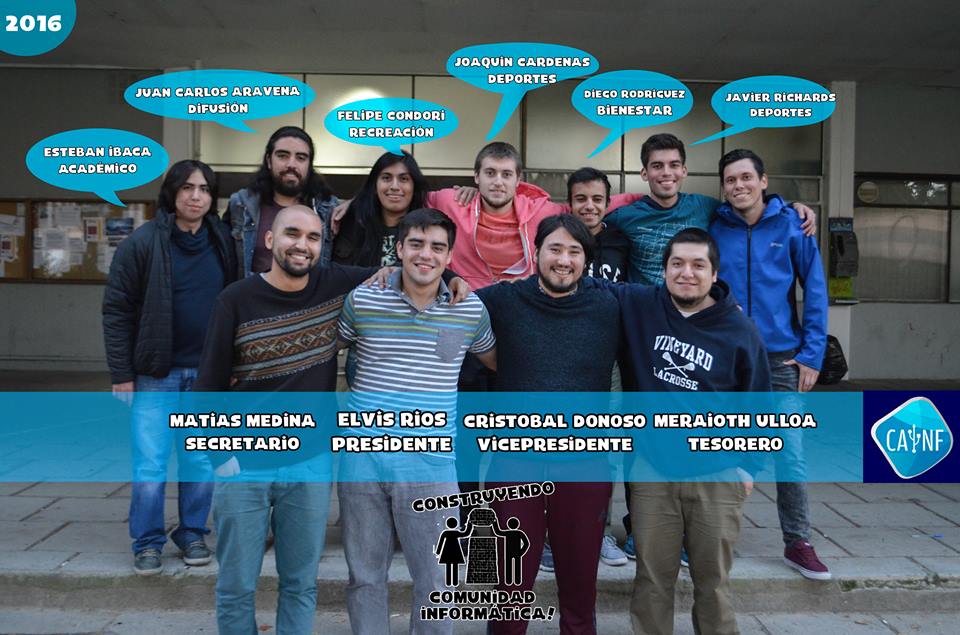 2016
JOAQUIN CARDENAS
DEPORTES
JUAN CARLOS ARAVENA
DIFUSIÓN
DIEGO RODRIGUEZ
BIENESTAR
JAVIER RICHARDS
DEPORTES
FELIPE CONDORI
RECREACIÓN
ESTEBAN IBACA
ACADÉMICO
VINEYARD
LACROSSE
MATIAS MEDINA
SECRETARIO
ELVIS RIOS
PRESIDENTE
CRISTOBAL DONOSO
VICEPRESIDENTE
MERAIOTH ULLOA
TESORERO
CAINF
CONSTRUYENDO
COMUNIDAD
INFORMÁTICA!